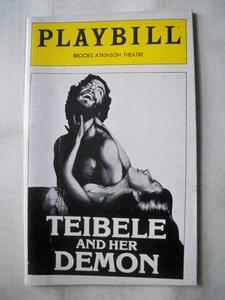 PLAYBILL
BROOKS ATKINSON THEATRE
TEIBELE
AND HER
DEMON